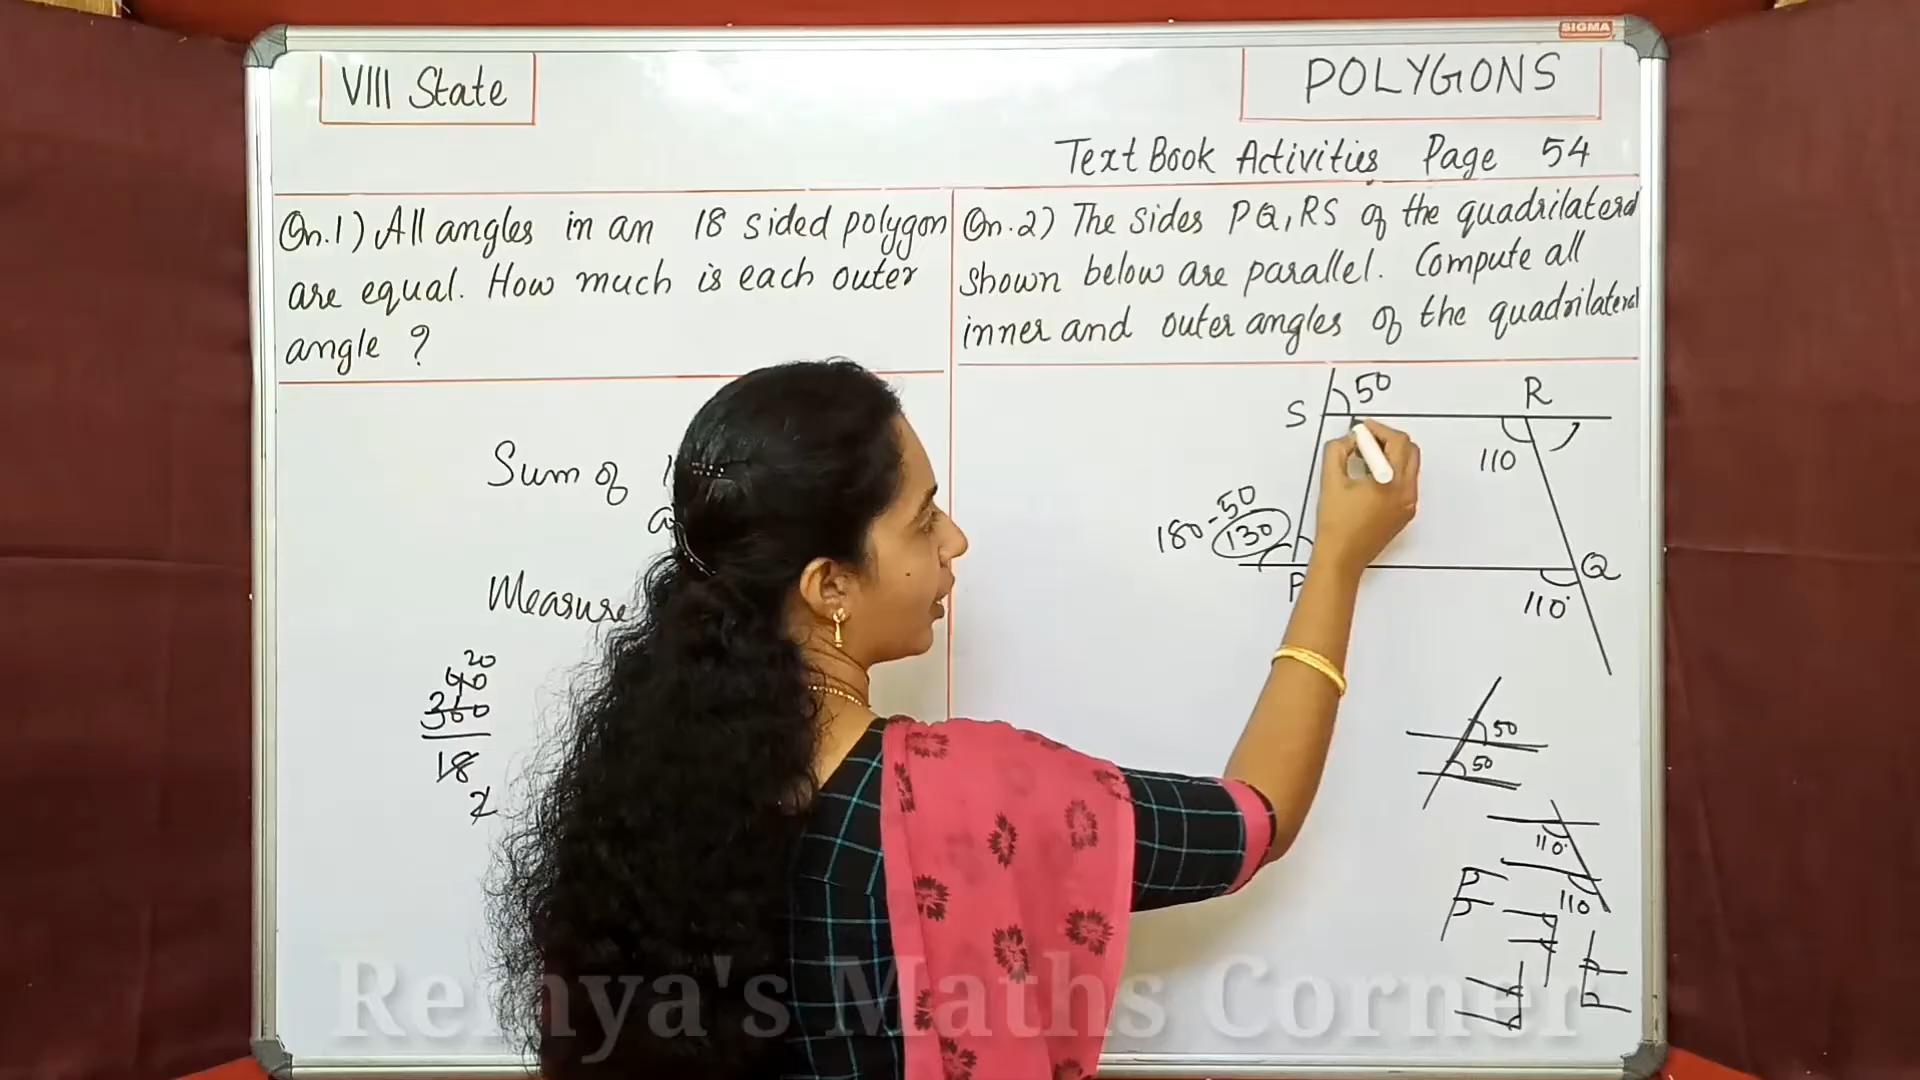 SIGMA
VIII State
POLYGONS
Text Book Activities Page 54
Qn.1) All angles in an 18 sided polygon
are equal. How much is each outer
angle ?
Qn.2) The sides PQ, RS of the quadrilateral
shown below are parallel. Compute all
inner and outer angles of the quadrilateral
Sum of
Measure
20
40
360
18
2
S
50
R
110
180-50
130
P
Q
110°
50
50
110°
110
Remya's Maths Corner